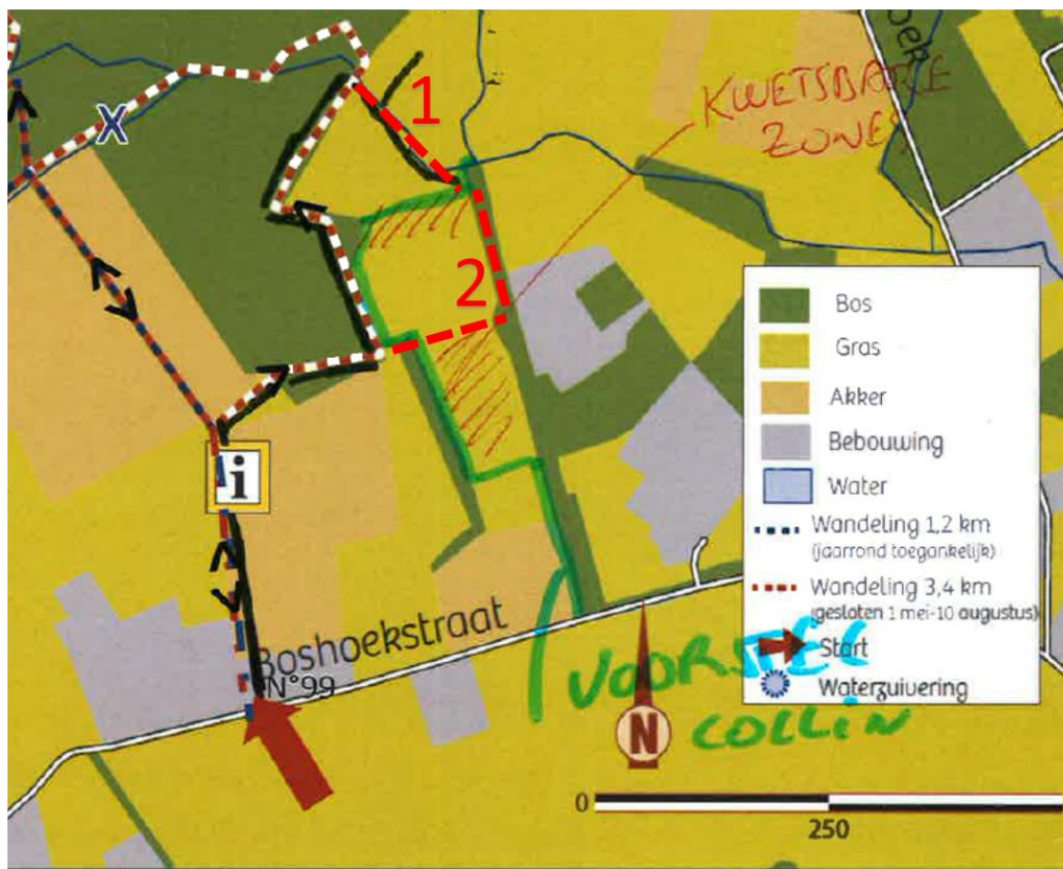 oek
KWETSBARE
ZONES
1
X
2
Bos
Gras
Akker
Bebouwing
Water
Wandeling 1,2 km
(jaarrond toegankelijk)
Wandeling 3,4 km
(gesloten 1 mei-10 augustus)
Start
Waterzuivering
i
Boshoekstraat
N°99
VOORSTEL
COLLIN
N
0
250